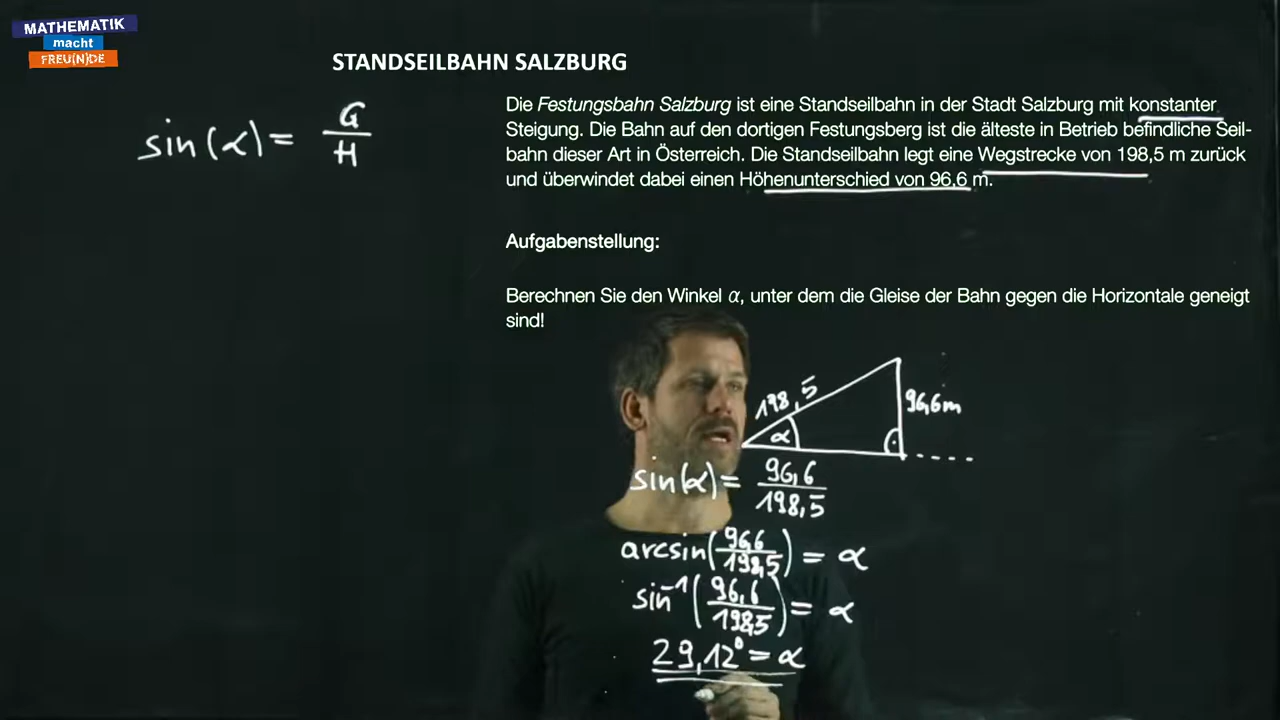 MATHEMATIK
macht
FREU(N)DE
STANDSEILBAHN SALZBURG
sin(α) = G/H
Die Festungsbahn Salzburg ist eine Standseilbahn in der Stadt Salzburg mit konstanter
Steigung. Die Bahn auf den dortigen Festungsberg ist die älteste in Betrieb befindliche Seil-
bahn dieser Art in Österreich. Die Standseilbahn legt eine Wegstrecke von 198,5 m zurück
und überwindet dabei einen Höhenunterschied von 96,6 m.
Aufgabenstellung:
Berechnen Sie den Winkel α, unter dem die Gleise der Bahn gegen die Horizontale geneigt
sind!
198,5
96,6m
α
sin(α) = 96,6/198,5
arcsin(96,6/198,5) = α
sin⁻¹(96,6/198,5) = α
29,12° = α